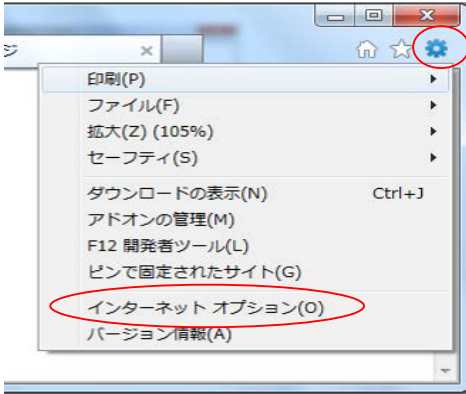 ジ
印刷(P)
ファイル(F)
拡大(Z) (105%)
セーフティ(S)
ダウンロードの表示(N) Ctrl+J
アドオンの管理(M)
F12 開発者ツール(L)
ピンで固定されたサイト(G)
インターネット オプション(O)
バージョン情報(A)